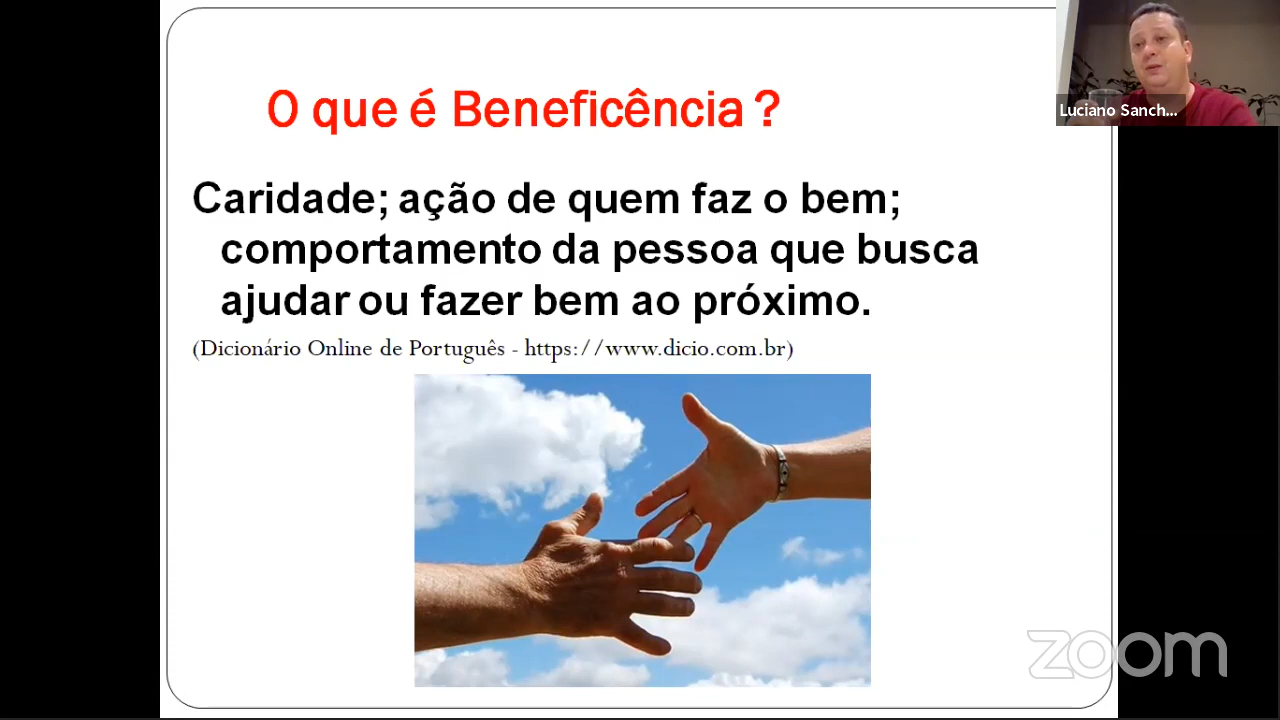 O que é Beneficência ?
Luciano Sanch...
Caridade; ação de quem faz o bem;
comportamento da pessoa que busca
ajudar ou fazer bem ao próximo.
(Dicionário Online de Português - https://www.dicio.com.br)
zoom